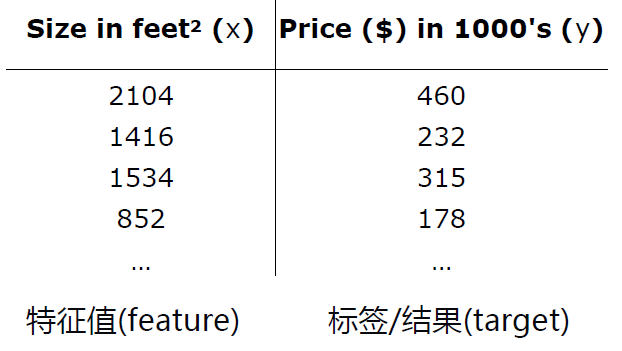 Size in feet² (x) Price ($) in 1000's (y)
2104 460
1416 232
1534 315
852 178
... ...
特征值(feature) 标签/结果(target)